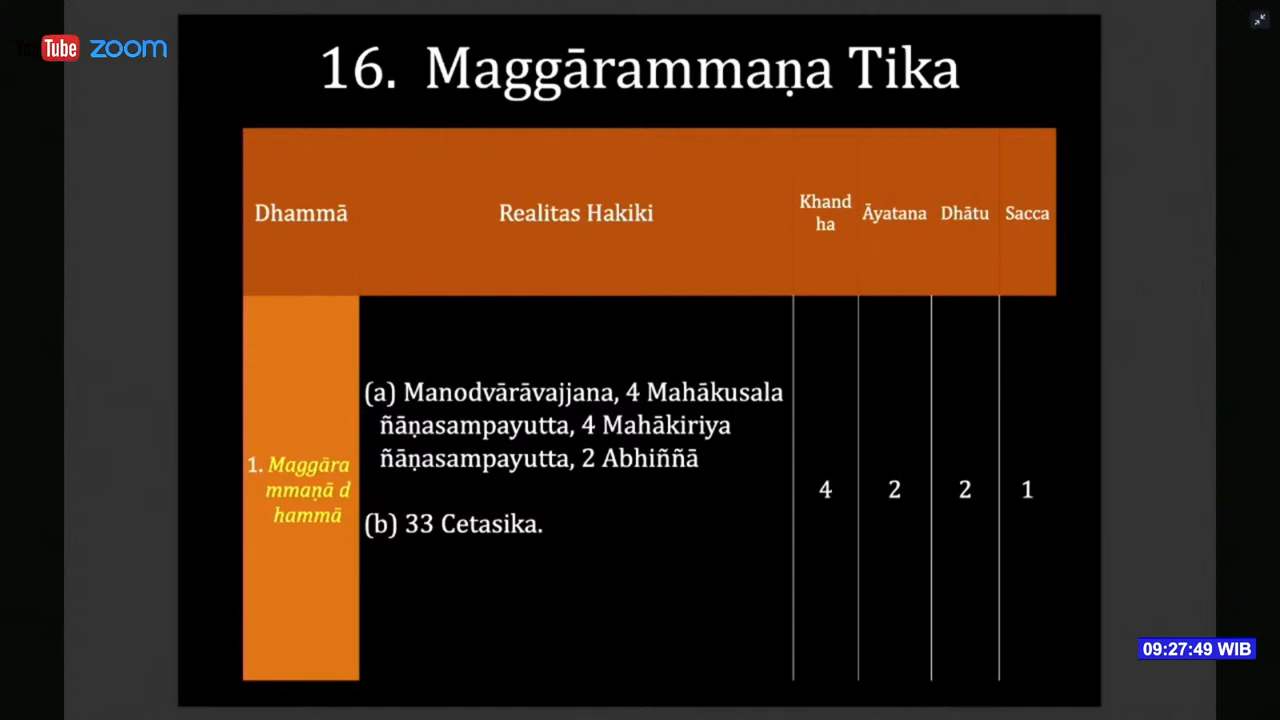 YouTube zoom
16. Maggārammaṇa Tika
Dhammā
Realitas Hakiki
Khand
ha
Āyatana
Dhātu
Sacca
(a) Manodvārāvajjana, 4 Mahākusala
ñāṇasampayutta, 4 Mahākiriya
ñāṇasampayutta, 2 Abhiññā
(b) 33 Cetasika.
1. Maggāra
mmaṇā d
hammā
4
2
2
1
09:27:49 WIB